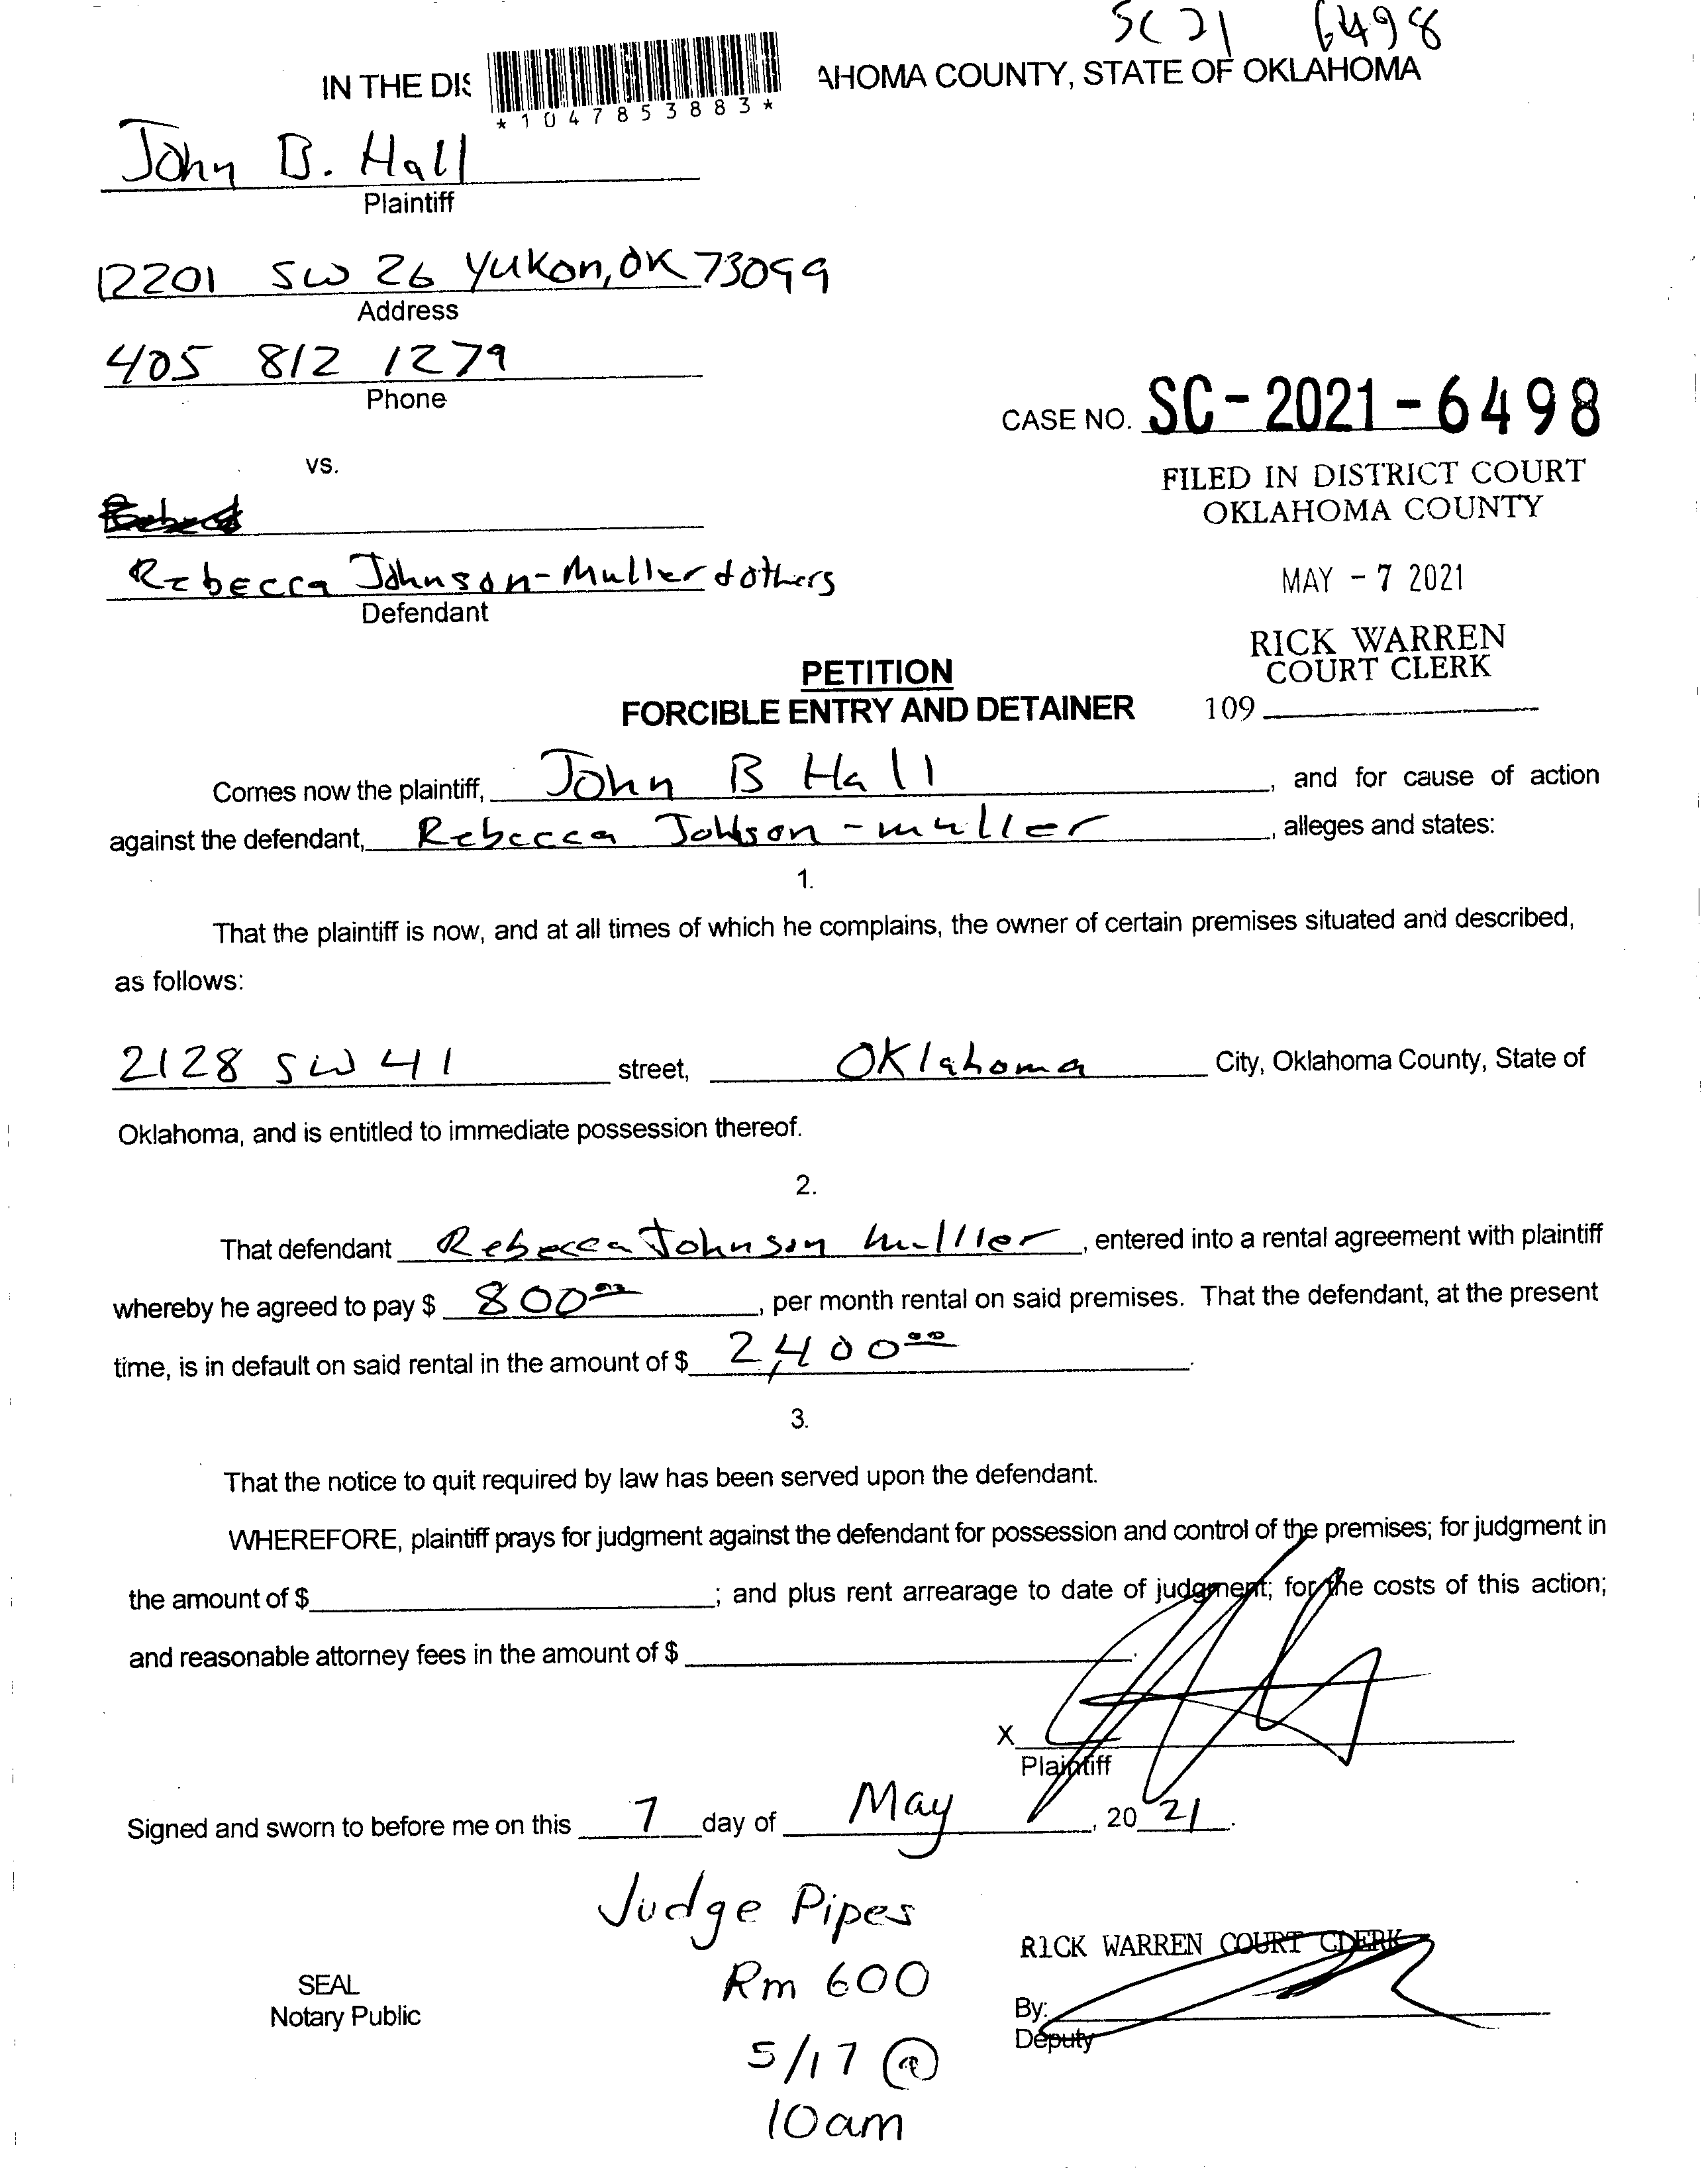 SC 21 6498
IN THE DIS AHOMA COUNTY, STATE OF OKLAHOMA
*1047853883*
John B. Hall
Plaintiff
12201 SW 26 Yukon, OK 73099
Address
405 812 1279
Phone
CASE NO. SC-2021-6498
vs.
FILED IN DISTRICT COURT
OKLAHOMA COUNTY
Rebecca Johnson-Muller & others
Defendant
MAY - 7 2021
RICK WARREN
COURT CLERK
109
PETITION
FORCIBLE ENTRY AND DETAINER
Comes now the plaintiff, John B Hall, and for cause of action
against the defendant, Rebecca Johson-muller, alleges and states:
1.
That the plaintiff is now, and at all times of which he complains, the owner of certain premises situated and described,
as follows:
2128 SW 41 street, Oklahoma City, Oklahoma County, State of
Oklahoma, and is entitled to immediate possession thereof.
2.
That defendant Rebecca Johnson Mulller, entered into a rental agreement with plaintiff
whereby he agreed to pay $ 800 00, per month rental on said premises. That the defendant, at the present
time, is in default on said rental in the amount of $ 2,400 00.
3.
That the notice to quit required by law has been served upon the defendant.
WHEREFORE, plaintiff prays for judgment against the defendant for possession and control of the premises; for judgment in
the amount of $ ; and plus rent arrearage to date of judgment; for the costs of this action;
and reasonable attorney fees in the amount of $ .
X
Plaintiff
Signed and sworn to before me on this 7 day of May, 20 21.
Judge Pipes
Rm 600
5/17 @
10am
RICK WARREN COURT CLERK
SEAL
Notary Public
By:
Deputy